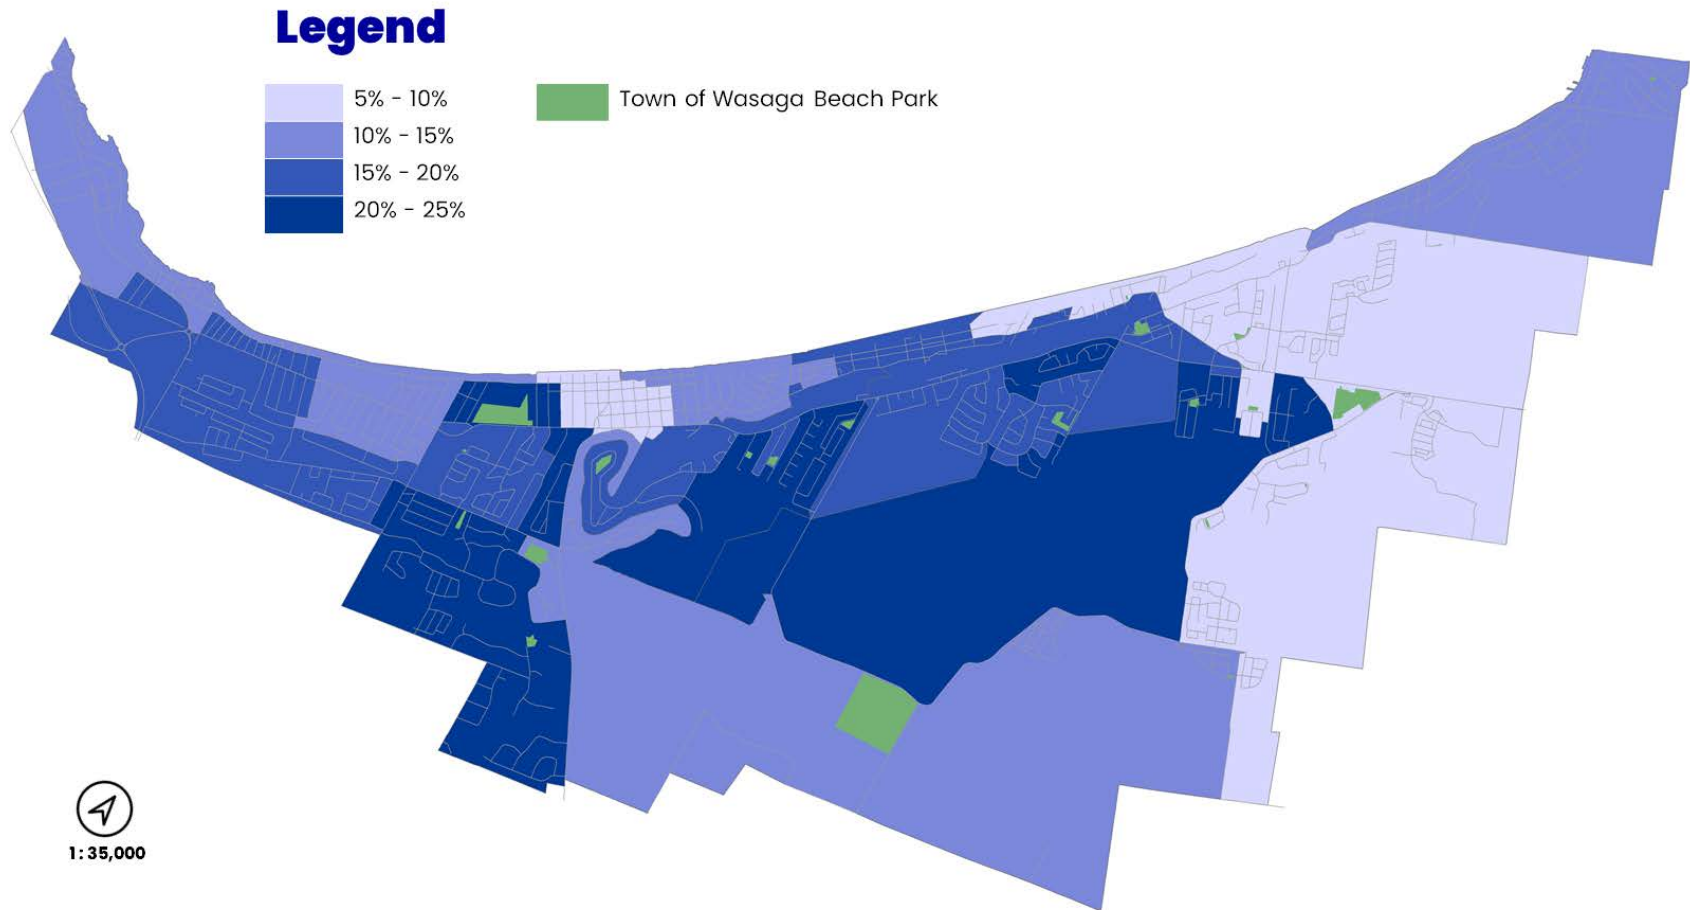 Legend
5% - 10%
10% - 15%
15% - 20%
20% - 25%
Town of Wasaga Beach Park
1:35,000